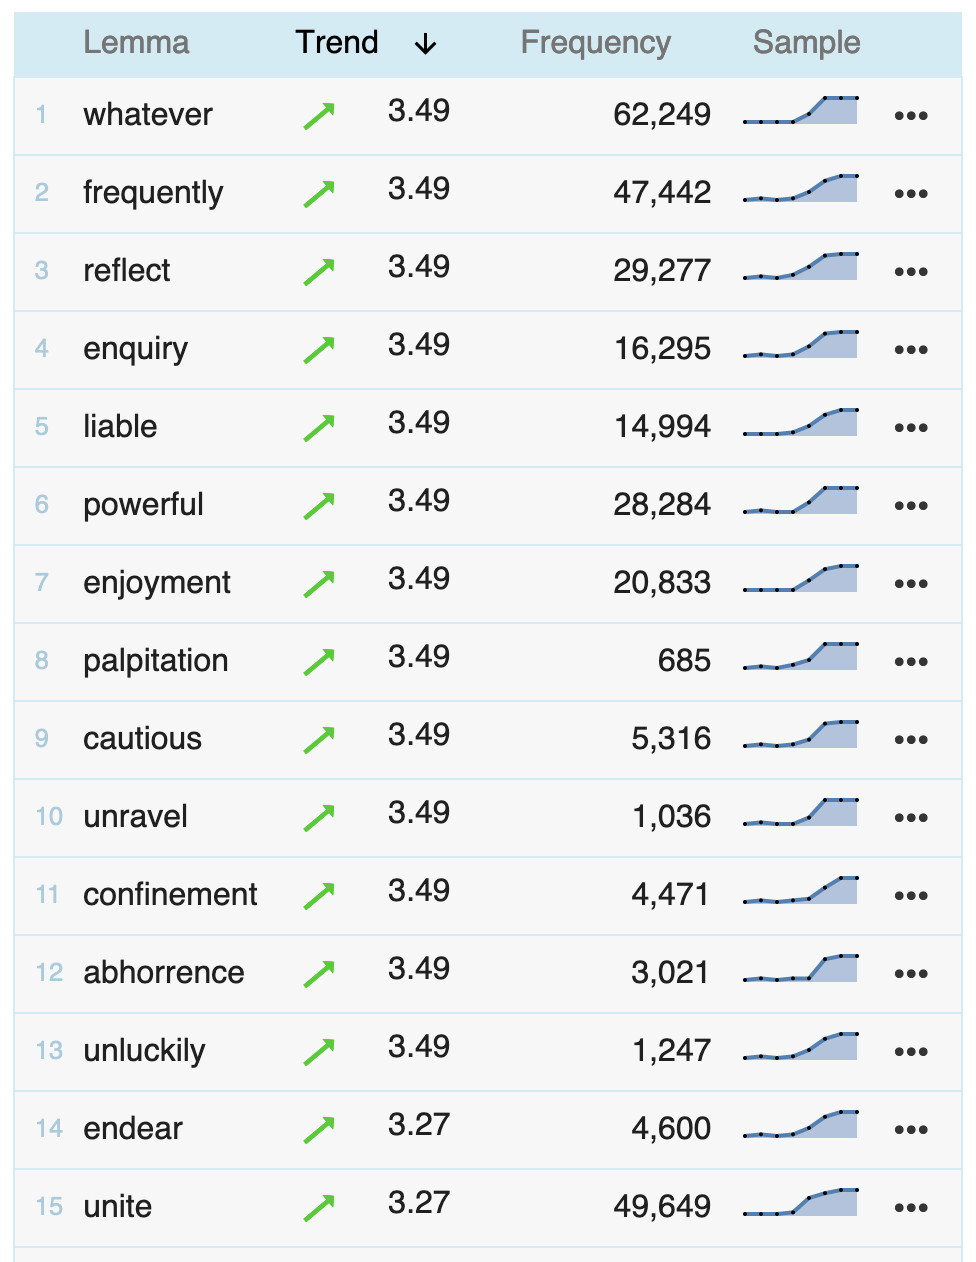 Lemma Trend ↓ Frequency Sample
1 whatever 3.49 62,249
2 frequently 3.49 47,442
3 reflect 3.49 29,277
4 enquiry 3.49 16,295
5 liable 3.49 14,994
6 powerful 3.49 28,284
7 enjoyment 3.49 20,833
8 palpitation 3.49 685
9 cautious 3.49 5,316
10 unravel 3.49 1,036
11 confinement 3.49 4,471
12 abhorrence 3.49 3,021
13 unluckily 3.49 1,247
14 endear 3.27 4,600
15 unite 3.27 49,649